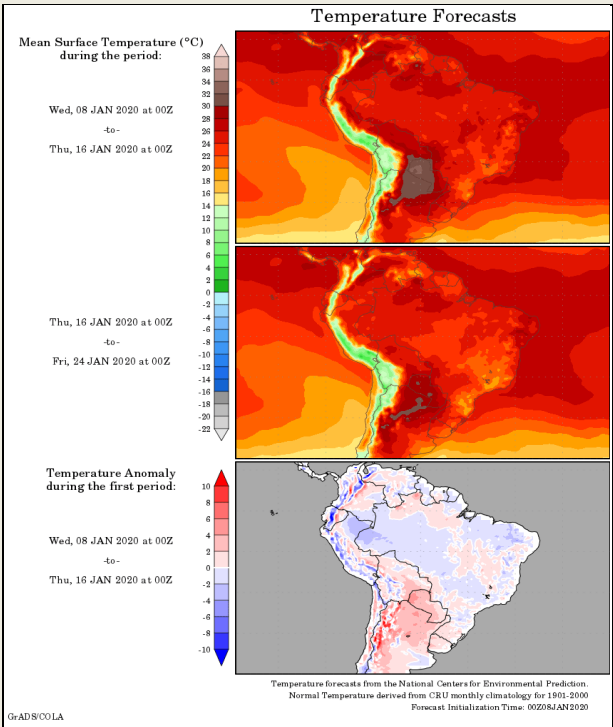 Temperature Forecasts
Mean Surface Temperature (°C)
during the period:
38
36
34
32
30
28
26
24
22
20
18
16
14
12
10
8
6
4
2
0
-2
-4
-6
-8
-10
-12
-14
-16
-18
-20
-22
Wed, 08 JAN 2020 at 00Z
-to-
Thu, 16 JAN 2020 at 00Z
Thu, 16 JAN 2020 at 00Z
-to-
Fri, 24 JAN 2020 at 00Z
Temperature Anomaly
during the first period:
10
8
6
4
2
0
-2
-4
-6
-8
-10
Wed, 08 JAN 2020 at 00Z
-to-
Thu, 16 JAN 2020 at 00Z
Temperature forecasts from the National Centers for Environmental Prediction.
Normal Temperature derived from CRU monthly climatology for 1901-2000
Forecast Initialization Time: 00Z08JAN2020
GrADS/COLA